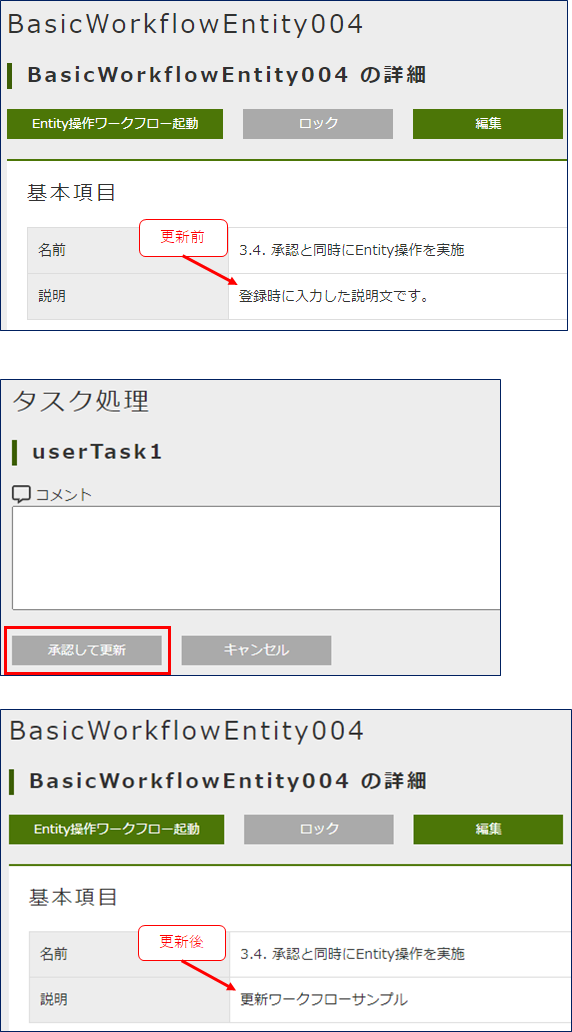 BasicWorkflowEntity004
BasicWorkflowEntity004 の詳細
Entity操作ワークフロー起動 ロック 編集
基本項目
更新前
名前 3.4. 承認と同時にEntity操作を実施
説明 登録時に入力した説明文です。
タスク処理
userTask1
コメント
承認して更新 キャンセル
BasicWorkflowEntity004
BasicWorkflowEntity004 の詳細
Entity操作ワークフロー起動 ロック 編集
基本項目
更新後
名前 3.4. 承認と同時にEntity操作を実施
説明 更新ワークフローサンプル